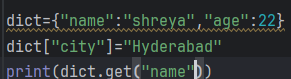 dict={"name":"shreya","age":22}
dict["city"]="Hyderabad"
print(dict.get("name"))